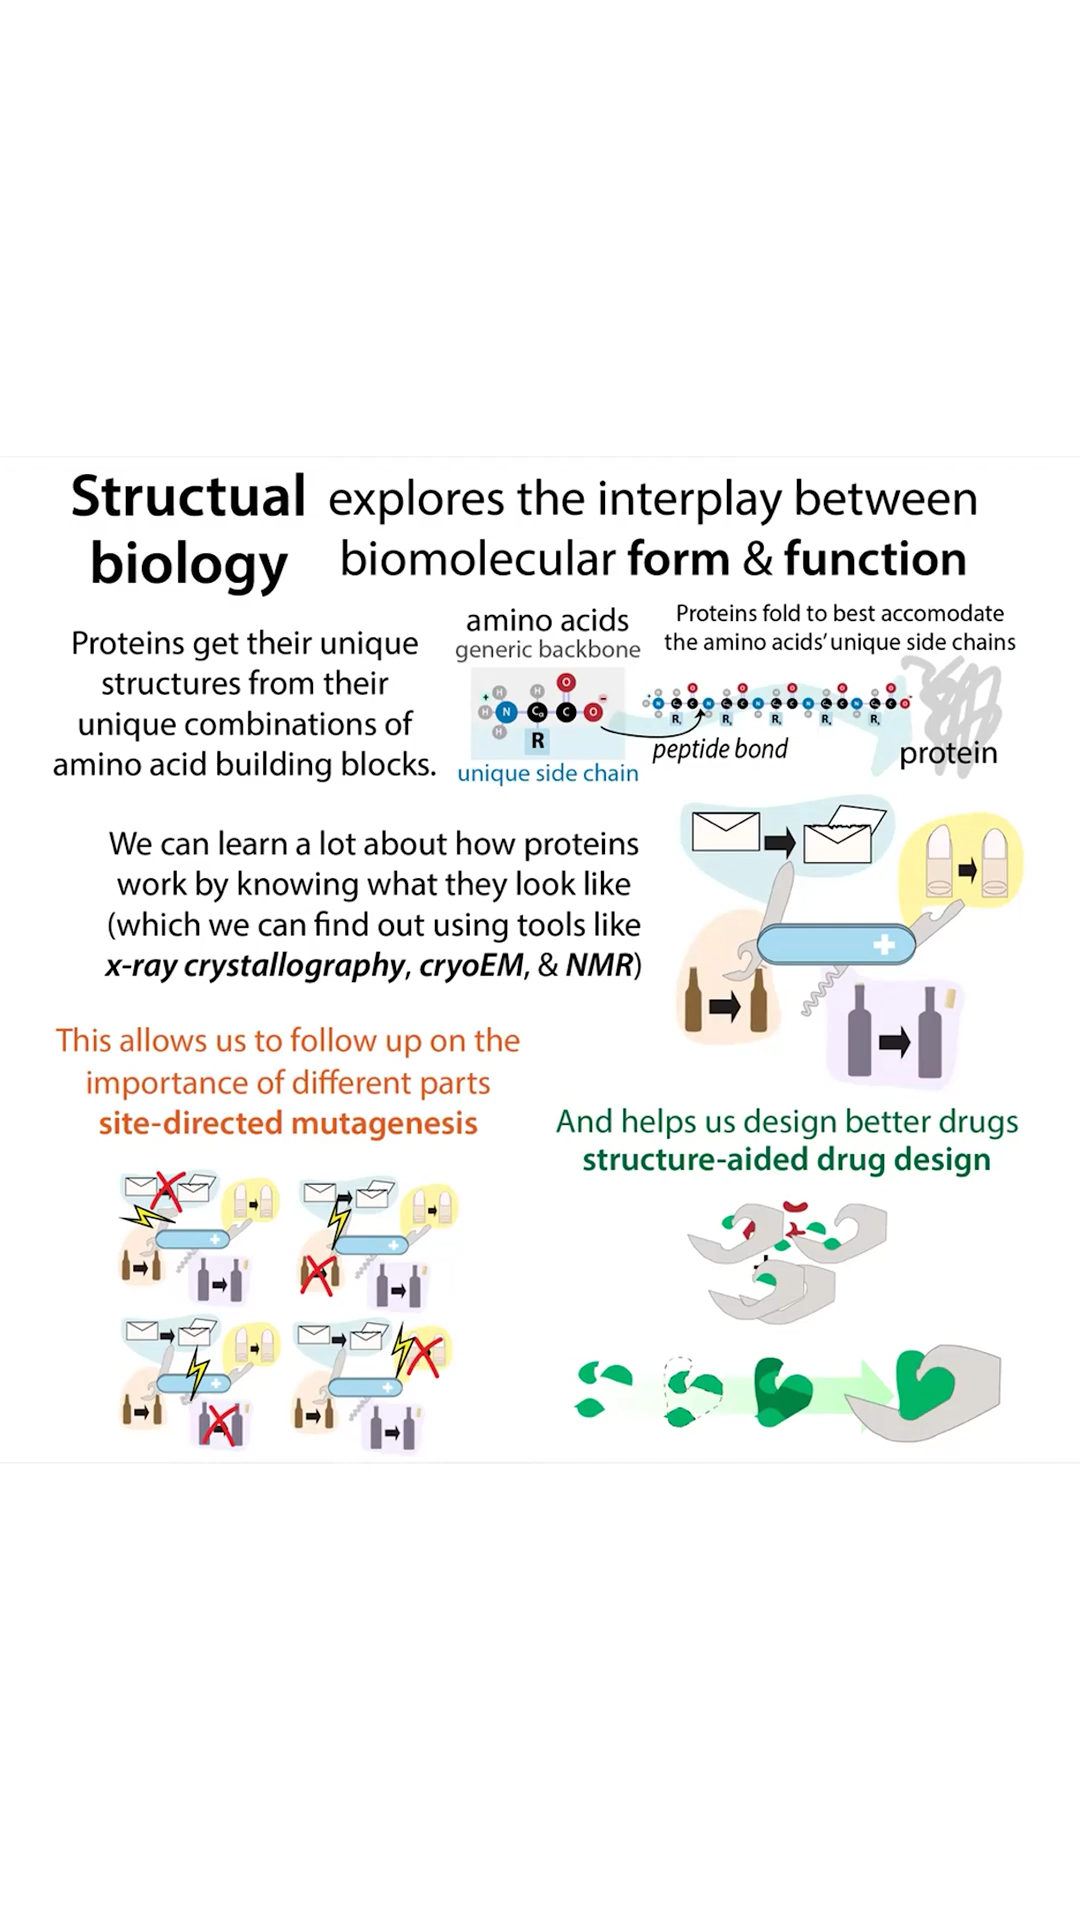 Structual explores the interplay between
biology biomolecular form & function
Proteins get their unique
structures from their
unique combinations of
amino acid building blocks.
amino acids
generic backbone
H H O
+ H N Cα C O -
H
R
unique side chain
Proteins fold to best accomodate
the amino acids' unique side chains
R R R R R
peptide bond
protein
We can learn a lot about how proteins
work by knowing what they look like
(which we can find out using tools like
x-ray crystallography, cryoEM, & NMR)
This allows us to follow up on the
importance of different parts
site-directed mutagenesis
And helps us design better drugs
structure-aided drug design